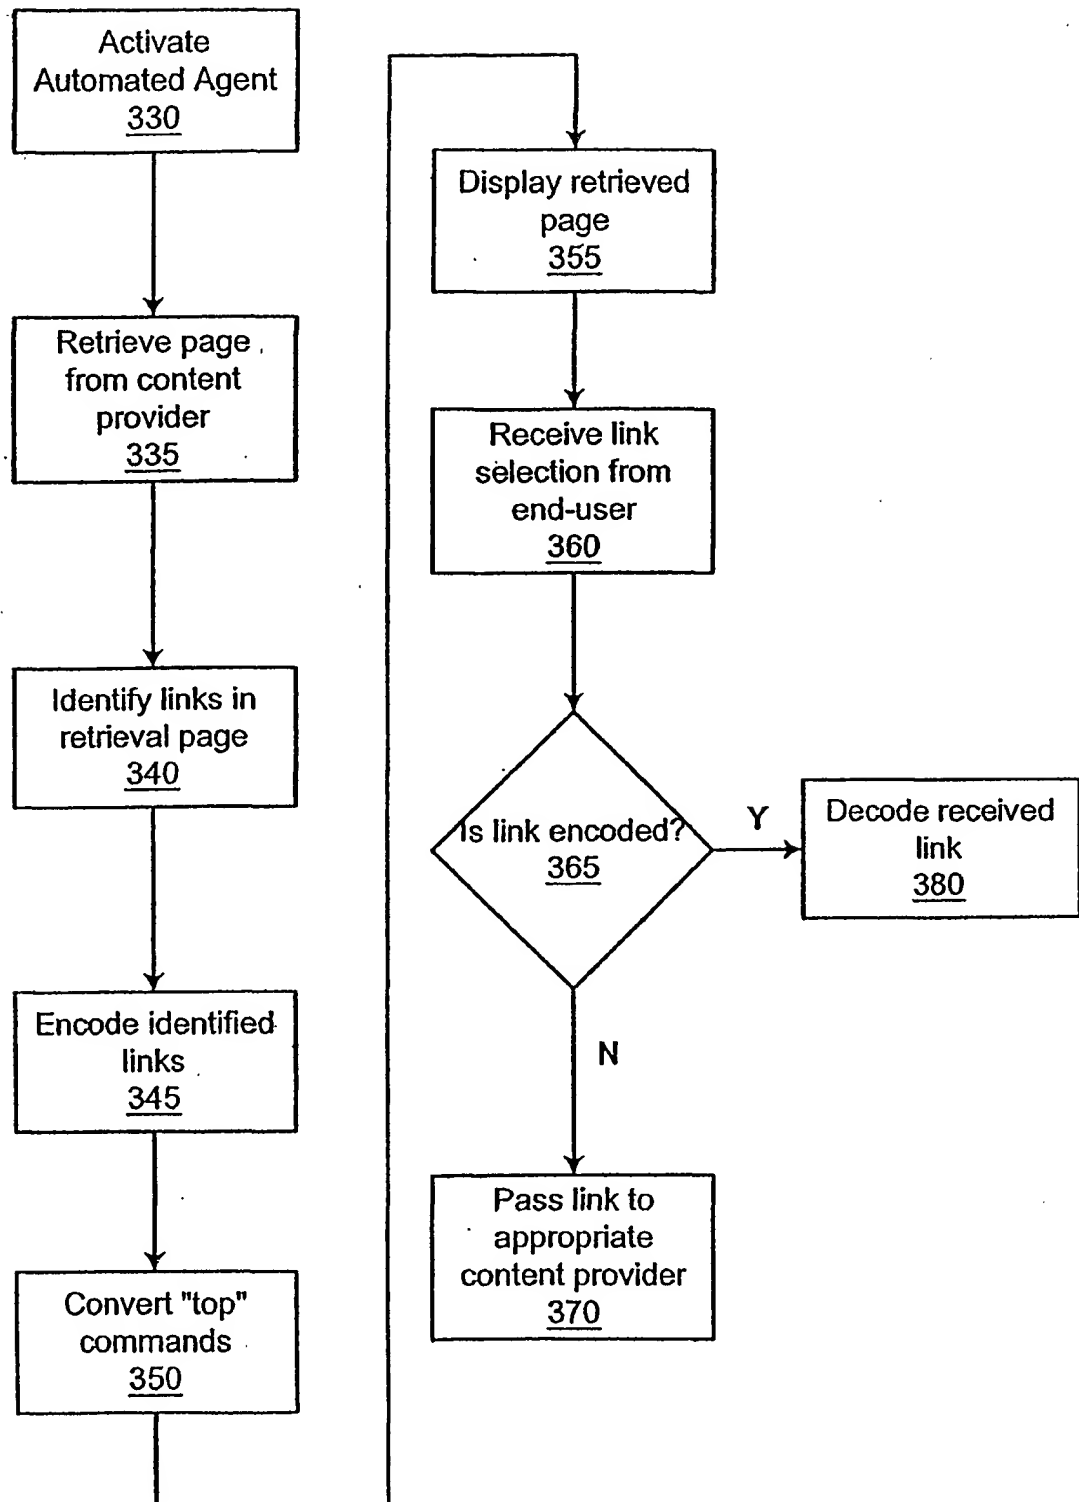 Activate
Automated Agent
330
Retrieve page
from content
provider
335
Identify links in
retrieval page
340
Encode identified
links
345
Convert "top"
commands
350
Display retrieved
page
355
Receive link
selection from
end-user
360
Is link encoded?
365
Y
Decode received
link
380
N
Pass link to
appropriate
content provider
370